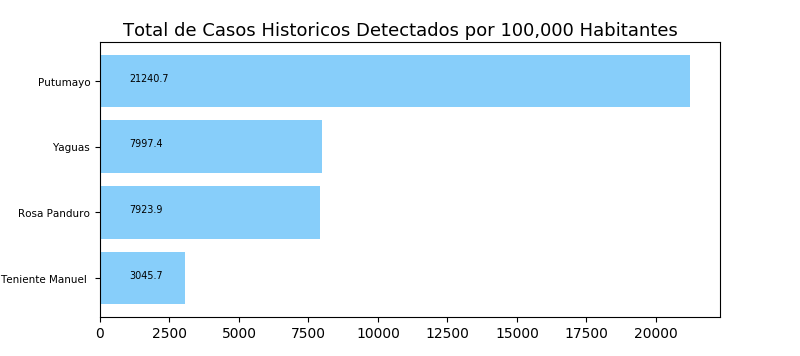 Total de Casos Historicos Detectados por 100,000 Habitantes
Putumayo 21240.7
Yaguas 7997.4
Rosa Panduro 7923.9
Teniente Manuel 3045.7
0 2500 5000 7500 10000 12500 15000 17500 20000